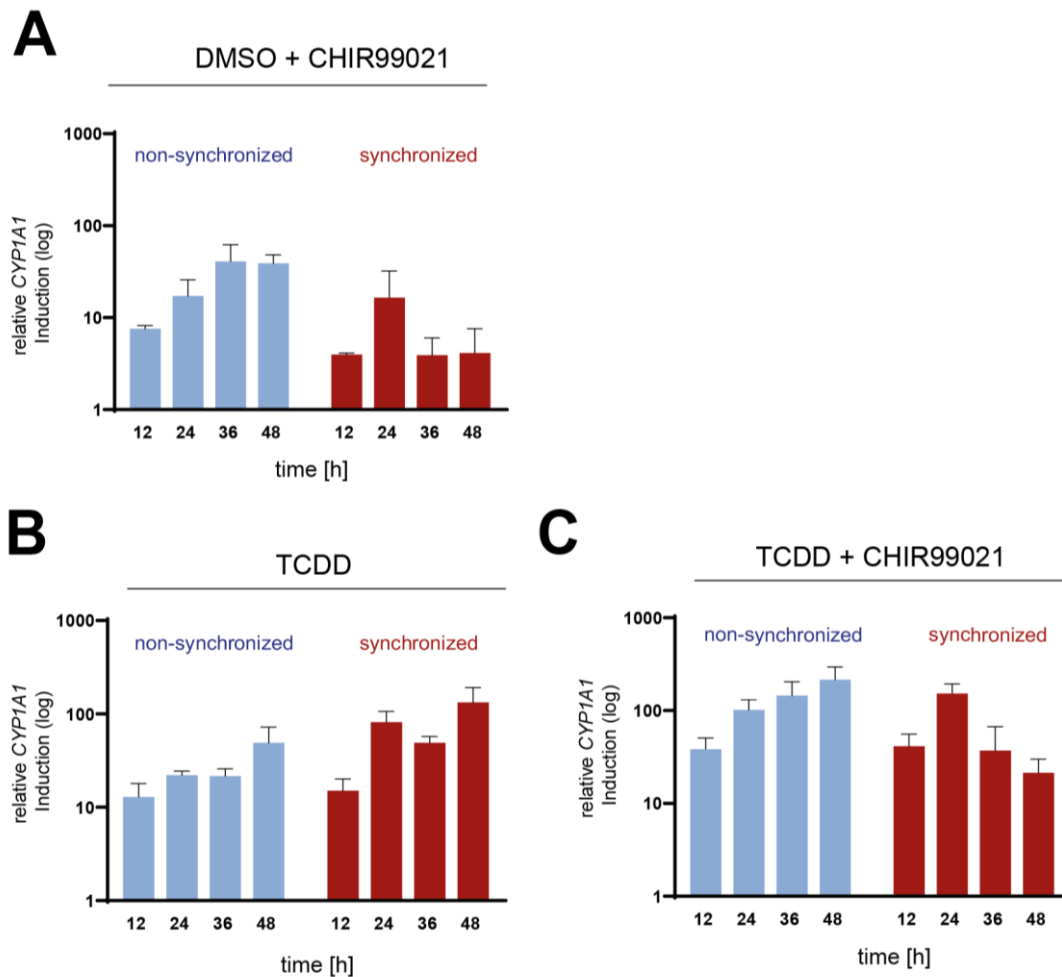 A
DMSO + CHIR99021
relative CYP1A1
Induction (log)
1000
100
10
1
non-synchronized
synchronized
12 24 36 48 12 24 36 48
time [h]
B
TCDD
relative CYP1A1
Induction (log)
1000
100
10
1
non-synchronized
synchronized
12 24 36 48 12 24 36 48
time [h]
C
TCDD + CHIR99021
relative CYP1A1
Induction (log)
1000
100
10
1
non-synchronized
synchronized
12 24 36 48 12 24 36 48
time [h]